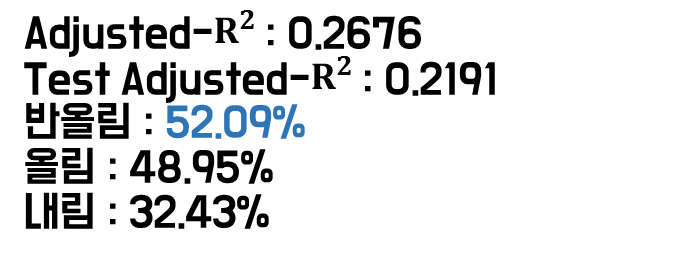 Adjusted-R² : 0.2676
Test Adjusted-R² : 0.2191
반올림 : 52.09%
올림 : 48.95%
내림 : 32.43%